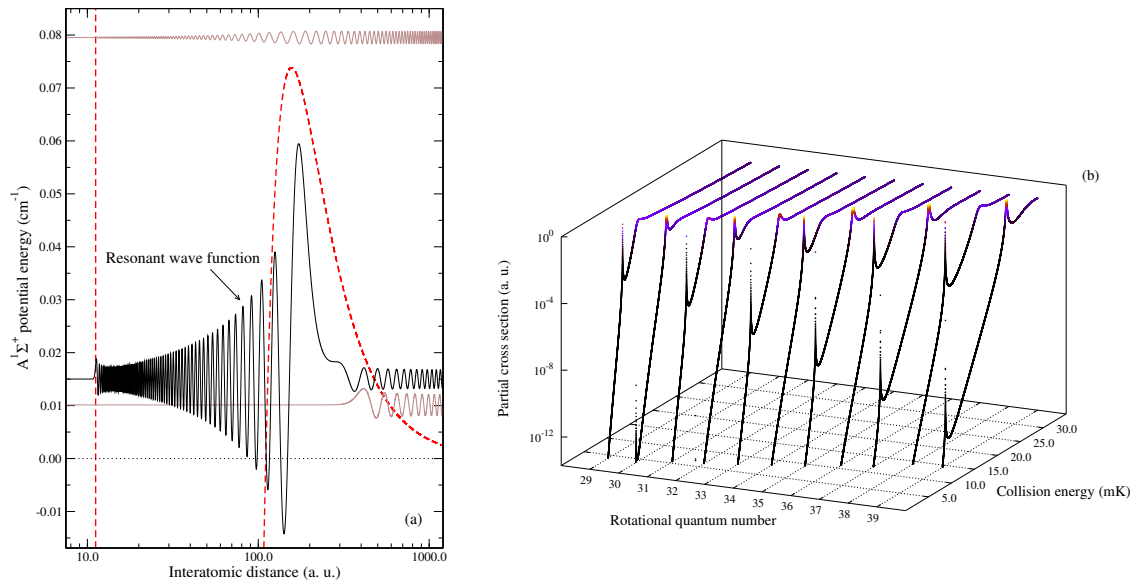 0.08
0.07
0.06
0.05
0.04
0.03
0.02
0.01
0.00
-0.01
A¹Σ⁺ potential energy (cm⁻¹)
Resonant wave function
(a)
10.0 100.0 1000.0
Interatomic distance (a. u.)
(b)
10⁰
10⁻⁴
10⁻⁸
10⁻¹²
Partial cross section (a. u.)
29 30 31 32 33 34 35 36 37 38 39
Rotational quantum number
5.0 10.0 15.0 20.0 25.0 30.0
Collision energy (mK)